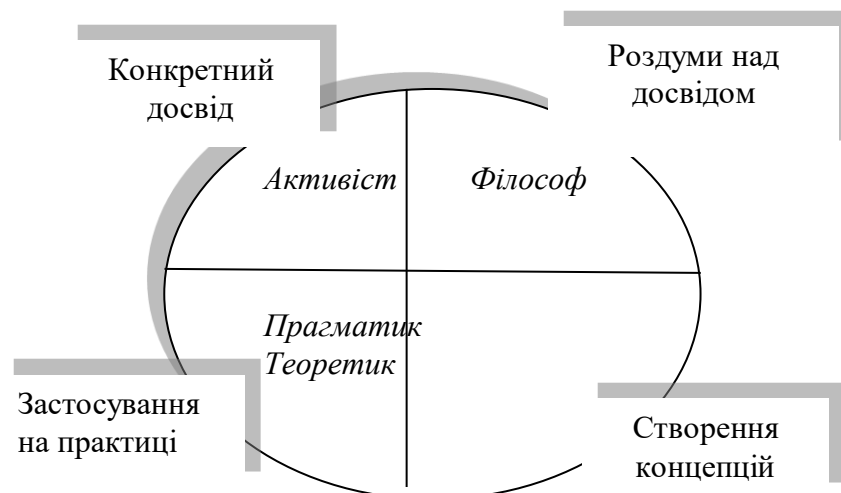 Конкретний
досвід
Роздуми над
досвідом
Активіст
Філософ
Прагматик
Теоретик
Застосування
на практиці
Створення
концепцій